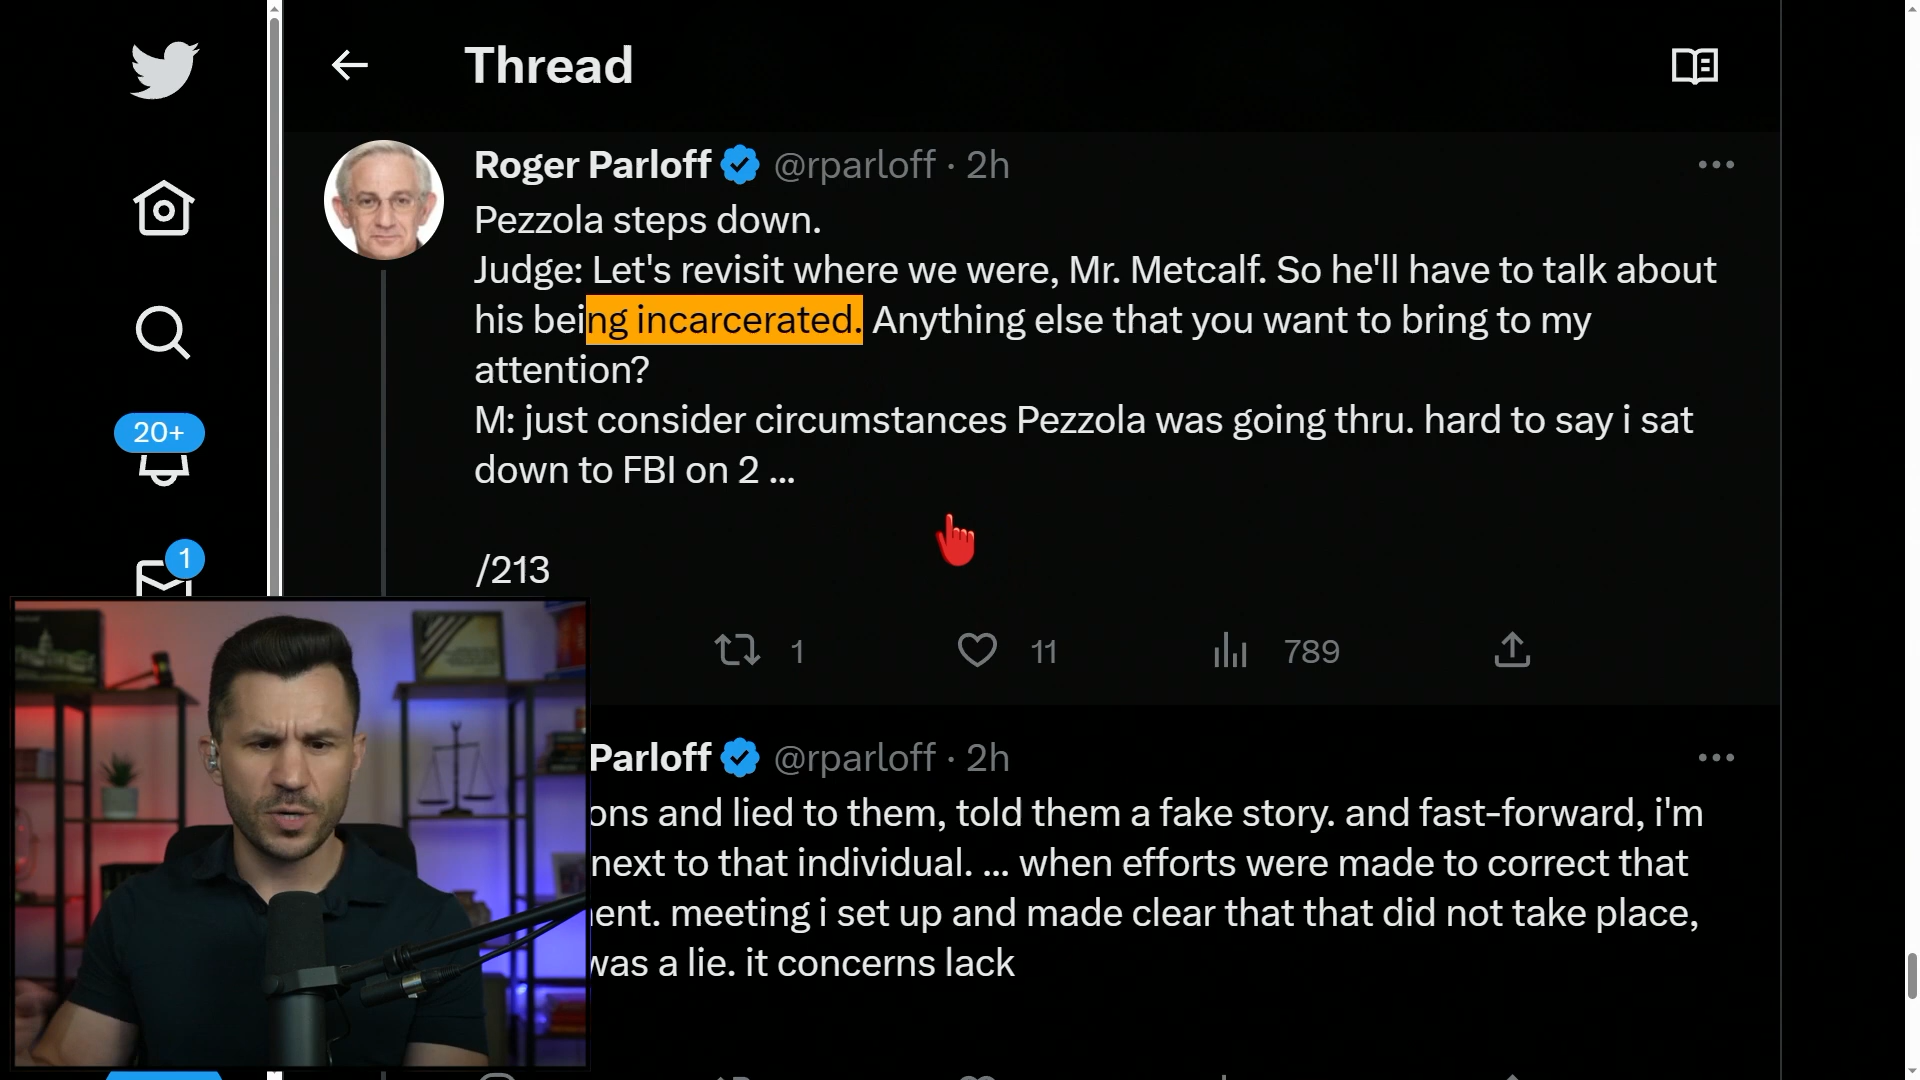 Thread
Roger Parloff @rparloff · 2h
Pezzola steps down.
Judge: Let's revisit where we were, Mr. Metcalf. So he'll have to talk about
his being incarcerated. Anything else that you want to bring to my
attention?
M: just consider circumstances Pezzola was going thru. hard to say i sat
down to FBI on 2 ...
/213
20+
1
1 11 789
Parloff @rparloff · 2h
ons and lied to them, told them a fake story. and fast-forward, i'm
next to that individual. ... when efforts were made to correct that
ent. meeting i set up and made clear that that did not take place,
was a lie. it concerns lack